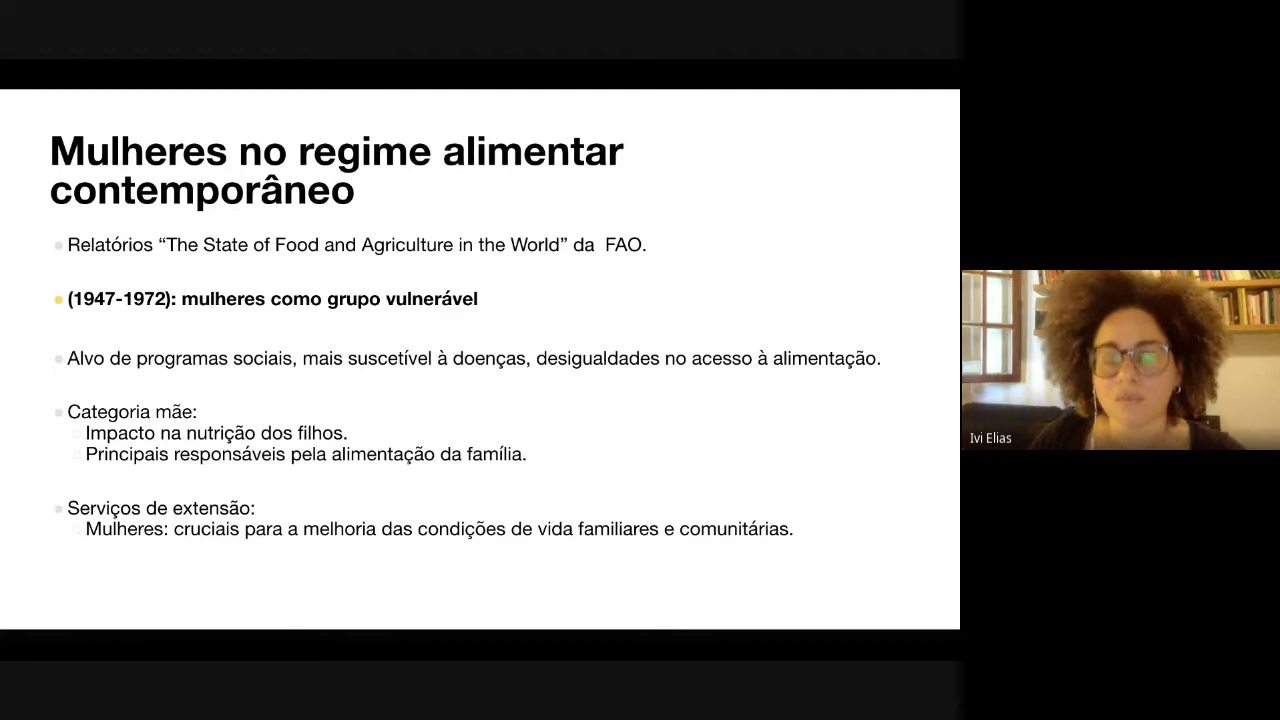 Mulheres no regime alimentar
contemporâneo
Relatórios “The State of Food and Agriculture in the World” da  FAO.
(1947-1972): mulheres como grupo vulnerável
Alvo de programas sociais, mais suscetível à doenças, desigualdades no acesso à alimentação.
Categoria mãe:
Impacto na nutrição dos filhos.
Principais responsáveis pela alimentação da família.
Serviços de extensão:
Mulheres: cruciais para a melhoria das condições de vida familiares e comunitárias.
Ivi Elias